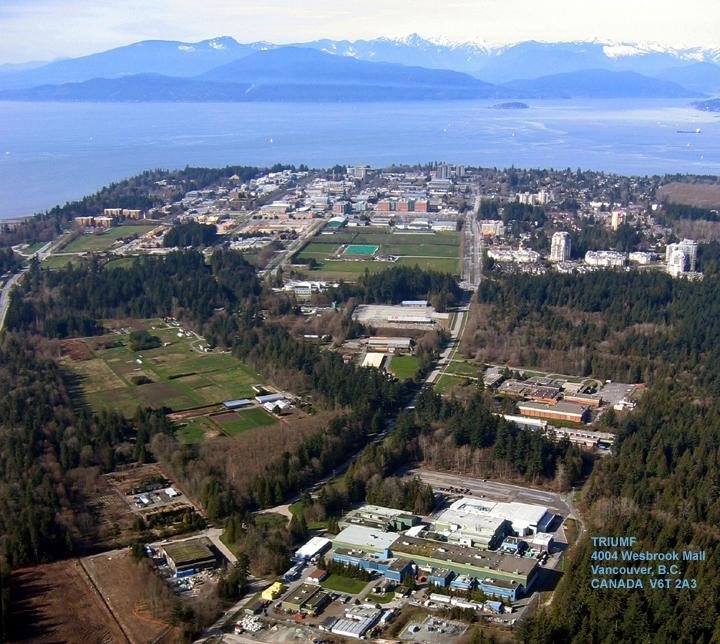 TRIUMF
4004 Wesbrook Mall
Vancouver, B.C.
CANADA V6T 2A3